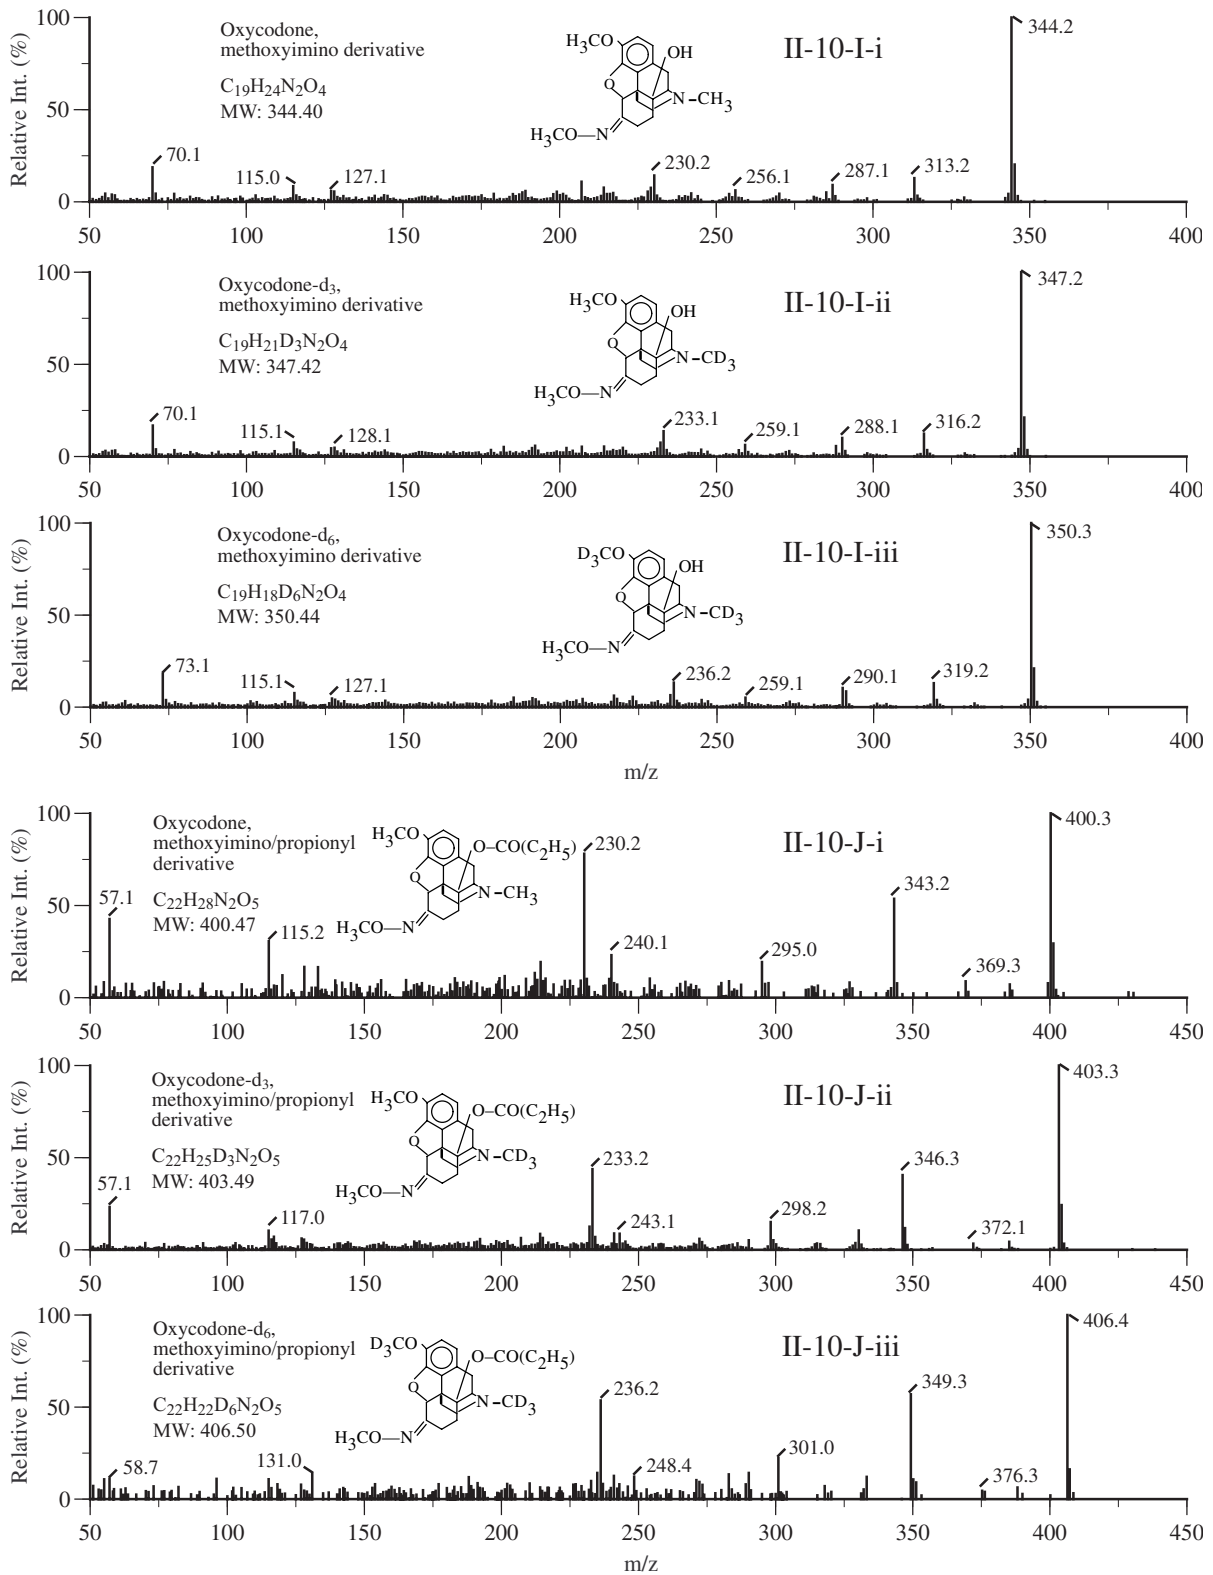 Relative Int. (%)
100
50
0
Oxycodone,
methoxyimino derivative
C19H24N2O4
MW: 344.40
H3CO
OH
O
N–CH3
H3CO–N
II-10-I-i
344.2
70.1
115.0
127.1
230.2
256.1
287.1
313.2
50 100 150 200 250 300 350 400
Relative Int. (%)
100
50
0
Oxycodone-d3,
methoxyimino derivative
C19H21D3N2O4
MW: 347.42
H3CO
OH
O
N–CD3
H3CO–N
II-10-I-ii
347.2
70.1
115.1
128.1
233.1
259.1
288.1
316.2
50 100 150 200 250 300 350 400
Relative Int. (%)
100
50
0
Oxycodone-d6,
methoxyimino derivative
C19H18D6N2O4
MW: 350.44
D3CO
OH
O
N–CD3
H3CO–N
II-10-I-iii
350.3
73.1
115.1
127.1
236.2
259.1
290.1
319.2
50 100 150 200 250 300 350 400
m/z
Relative Int. (%)
100
50
0
Oxycodone,
methoxyimino/propionyl
derivative
C22H28N2O5
MW: 400.47
H3CO
O–CO(C2H5)
O
N–CH3
H3CO–N
II-10-J-i
400.3
57.1
115.2
230.2
240.1
295.0
343.2
369.3
50 100 150 200 250 300 350 400 450
Relative Int. (%)
100
50
0
Oxycodone-d3,
methoxyimino/propionyl
derivative
C22H25D3N2O5
MW: 403.49
H3CO
O–CO(C2H5)
O
N–CD3
H3CO–N
II-10-J-ii
403.3
57.1
117.0
233.2
243.1
298.2
346.3
372.1
50 100 150 200 250 300 350 400 450
Relative Int. (%)
100
50
0
Oxycodone-d6,
methoxyimino/propionyl
derivative
C22H22D6N2O5
MW: 406.50
D3CO
O–CO(C2H5)
O
N–CD3
H3CO–N
II-10-J-iii
406.4
58.7
131.0
236.2
248.4
301.0
349.3
376.3
50 100 150 200 250 300 350 400 450
m/z